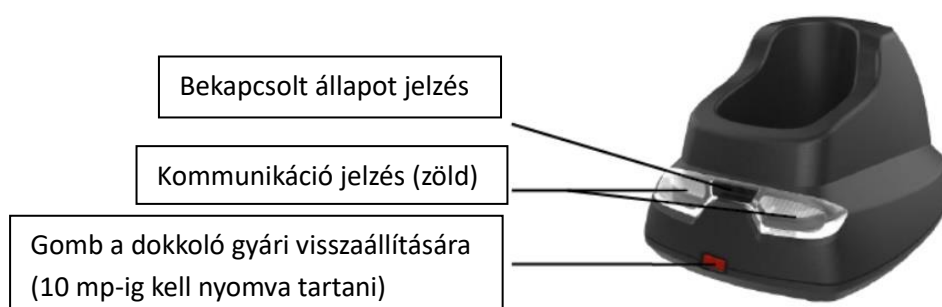 Bekapcsolt állapot jelzés
Kommunikáció jelzés (zöld)
Gomb a dokkoló gyári visszaállítására
(10 mp-ig kell nyomva tartani)